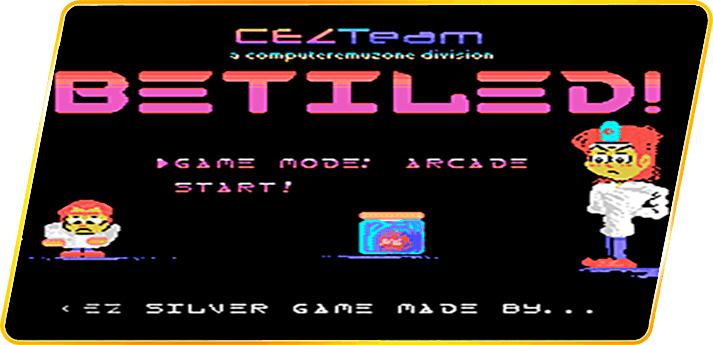 CEZTeam
a computeremuzone division
BETILED!
GAME MODE: ARCADE
START!
< EZ SILVER GAME MADE BY...